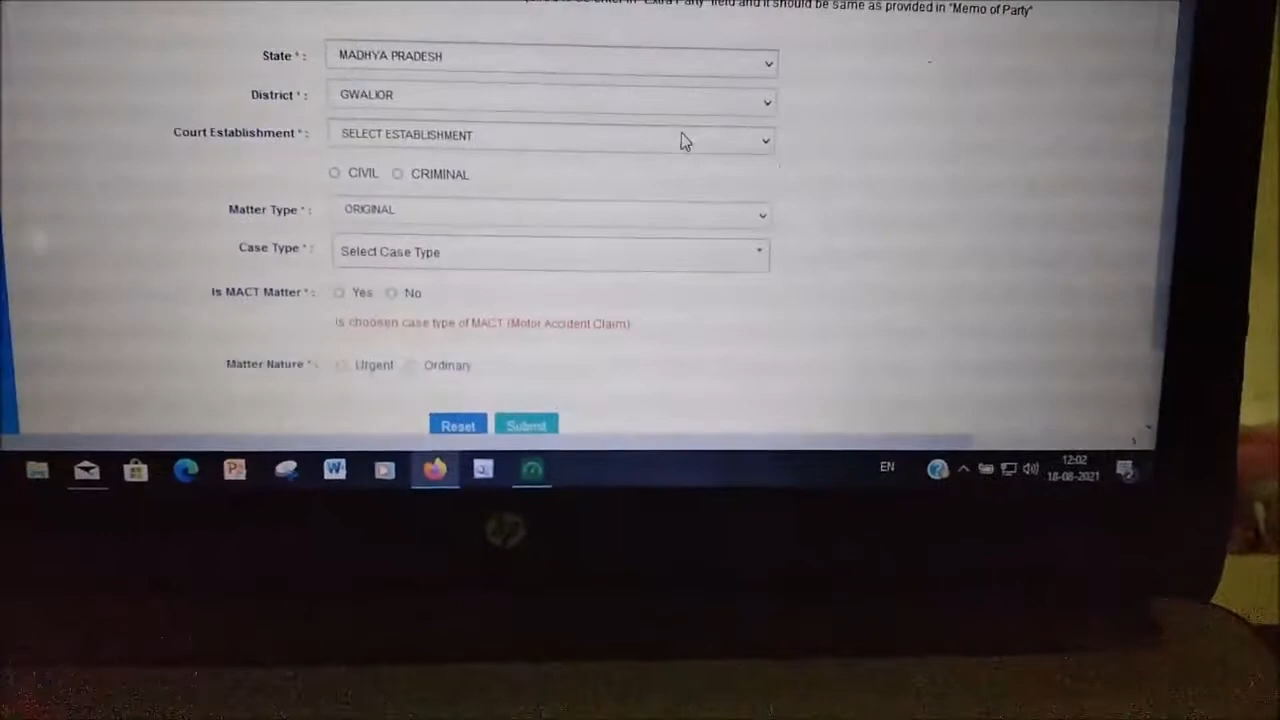 field and it should be same as provided in "Memo of Party"
State * : MADHYA PRADESH
District * : GWALIOR
Court Establishment * : SELECT ESTABLISHMENT
CIVIL CRIMINAL
Matter Type * : ORIGINAL
Case Type * : Select Case Type
Is MACT Matter * : Yes No
Is choosen case type of MACT (Motor Accident Claim)
Matter Nature * : Urgent Ordinary
Reset Submit
EN 12:02
18-08-2021
hp